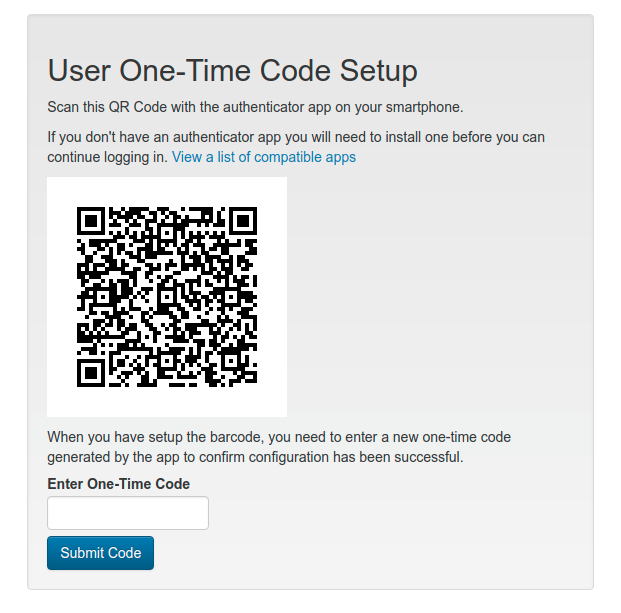 User One-Time Code Setup
Scan this QR Code with the authenticator app on your smartphone.
If you don't have an authenticator app you will need to install one before you can
continue logging in. View a list of compatible apps
When you have setup the barcode, you need to enter a new one-time code
generated by the app to confirm configuration has been successful.
Enter One-Time Code
Submit Code